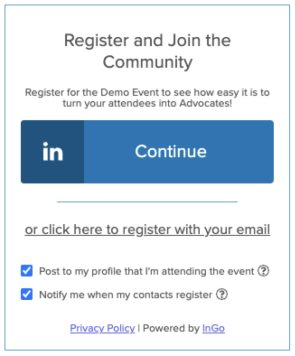 Register and Join the
Community
Register for the Demo Event to see how easy it is to
turn your attendees into Advocates!
in Continue
or click here to register with your email
Post to my profile that I'm attending the event ?
Notify me when my contacts register ?
Privacy Policy | Powered by InGo